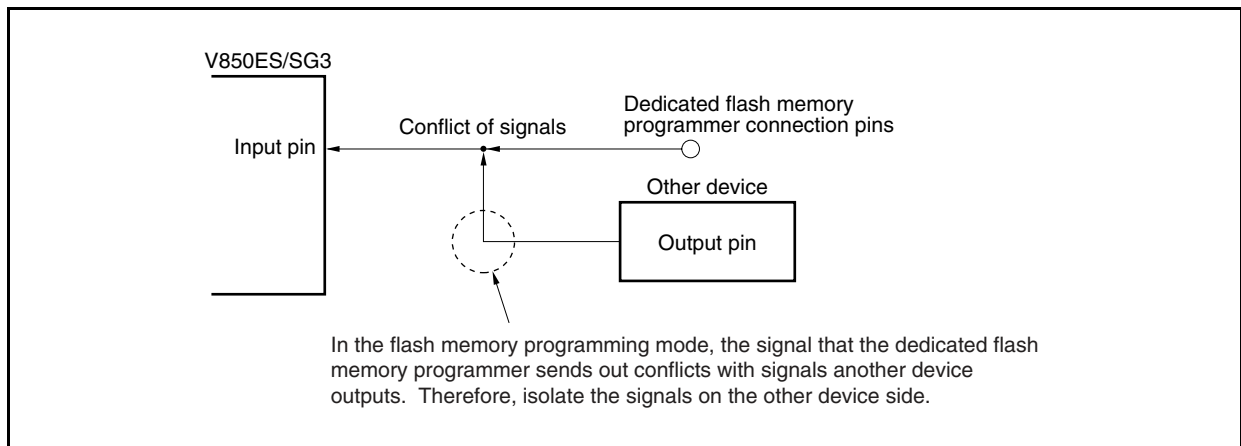 V850ES/SG3
Input pin
Conflict of signals
Dedicated flash memory
programmer connection pins
Other device
Output pin
In the flash memory programming mode, the signal that the dedicated flash
memory programmer sends out conflicts with signals another device
outputs.  Therefore, isolate the signals on the other device side.